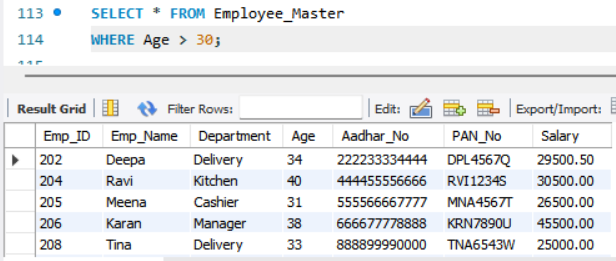 113 SELECT * FROM Employee_Master
114 WHERE Age > 30;
Result Grid Filter Rows: Edit: Export/Import:
Emp_ID Emp_Name Department Age Aadhar_No PAN_No Salary
202 Deepa Delivery 34 222233334444 DPL4567Q 29500.50
204 Ravi Kitchen 40 444455556666 RVI1234S 30500.00
205 Meena Cashier 31 555566667777 MNA4567T 26500.00
206 Karan Manager 38 666677778888 KRN7890U 45500.00
208 Tina Delivery 33 888899990000 TNA6543W 25000.00